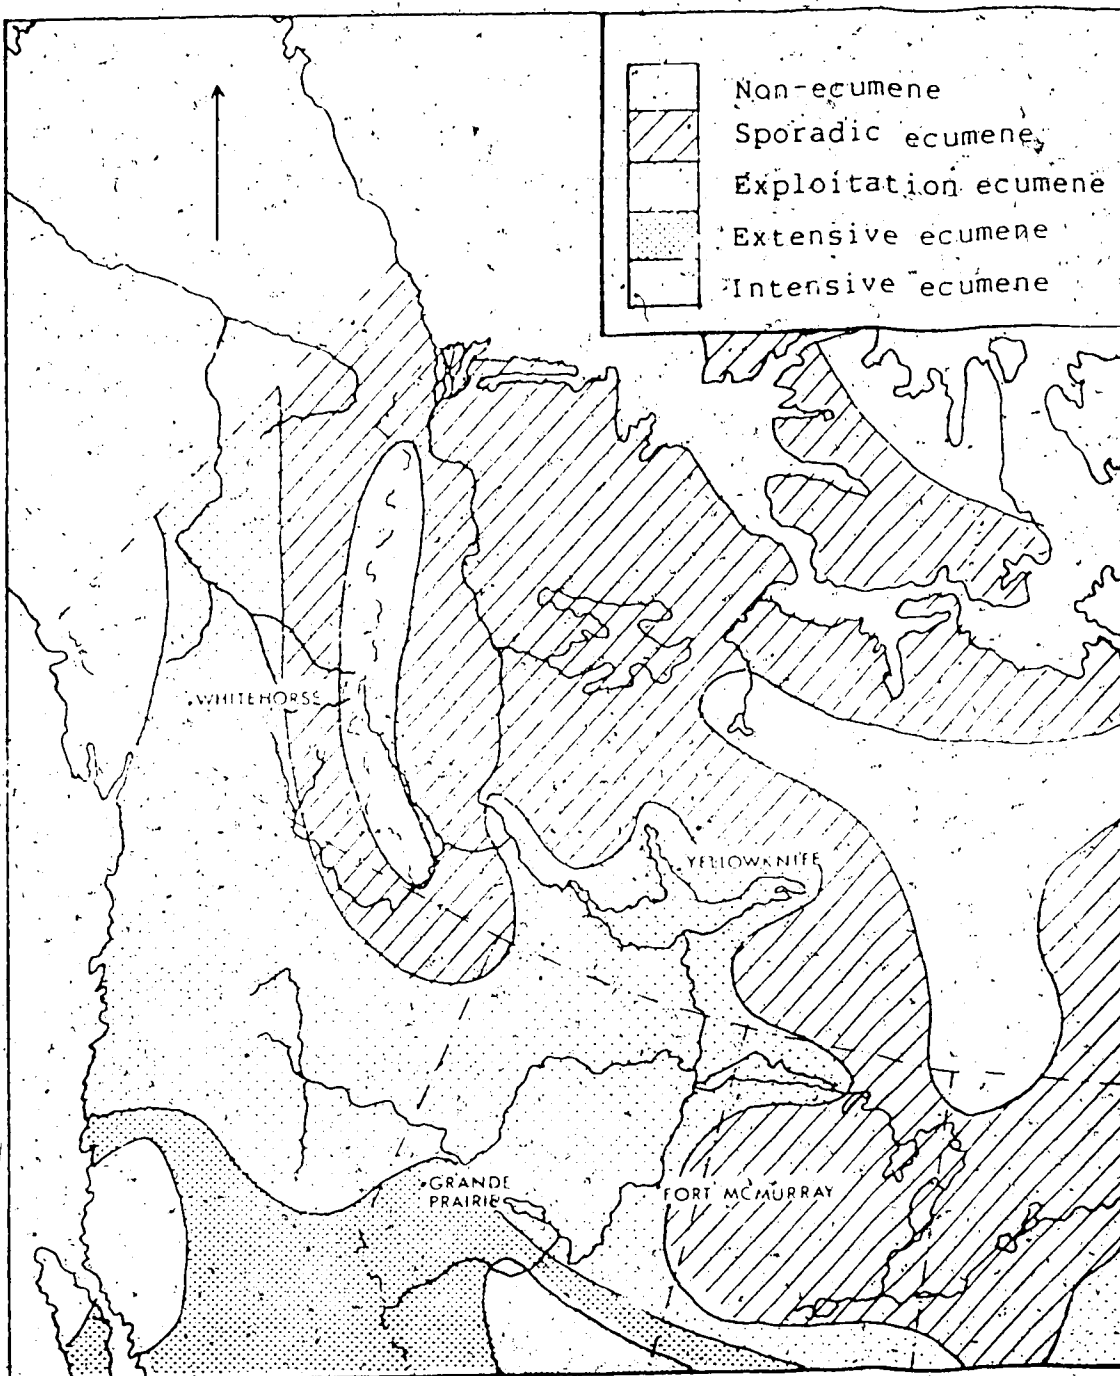 Non-ecumene
Sporadic ecumene
Exploitation ecumene
Extensive ecumene
Intensive ecumene
WHITEHORSE
YELLOWKNIFE
GRANDE
PRAIRIE
FORT MCMURRAY